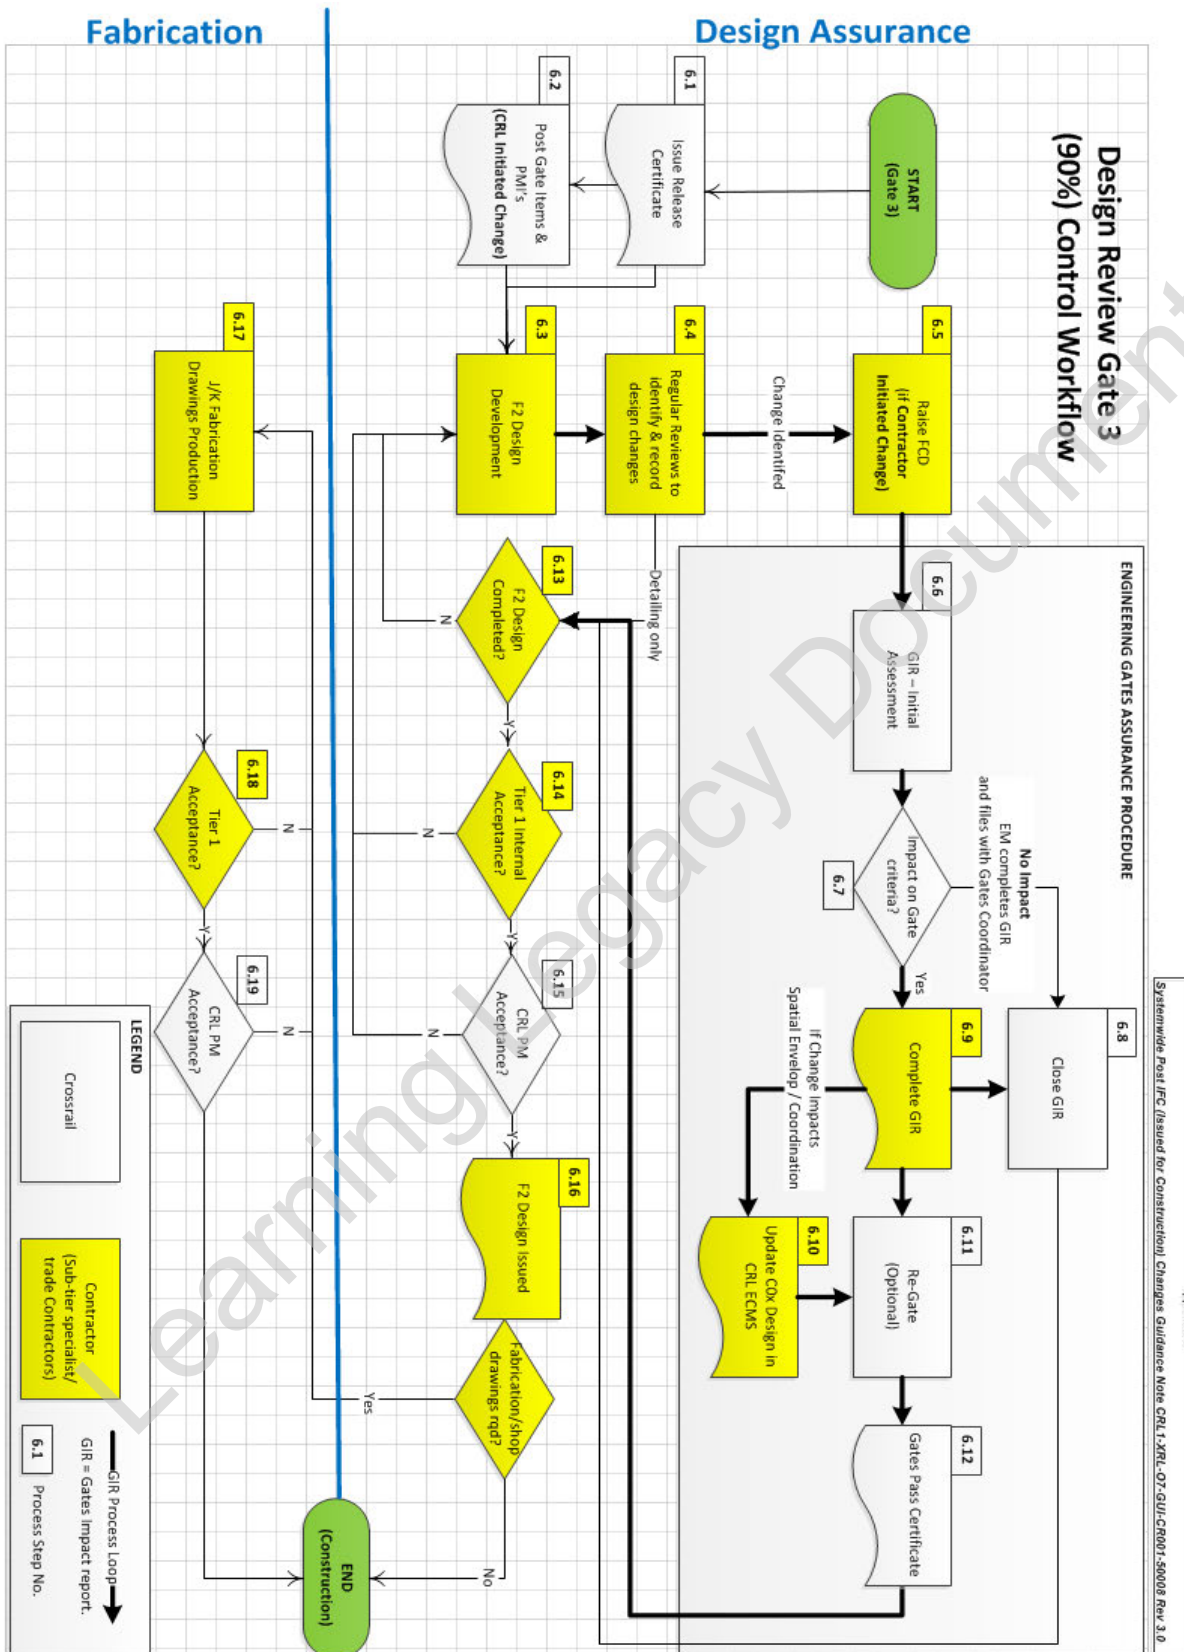 Fabrication
Design Assurance
Design Review Gate 3
(90%) Control Workflow
Systemwide Post IFC (Issued for Construction) Changes Guidance Note CRL1-XRL-O7-GUI-CR001-50008 Rev 3.0
START
(Gate 3)
6.1
Issue Release
Certificate
6.2
Post Gate Items &
PMI's
(CRL Initiated Change)
6.3
F2 Design
Development
6.4
Regular Reviews to
identify & record
design changes
Change Identifed
Detailing only
6.5
Raise FCD
(if Contractor
Initiated Change)
ENGINEERING GATES ASSURANCE PROCEDURE
6.6
GIR – Initial
Assessment
6.7
Impact on Gate
criteria?
No Impact
EM completes GIR
and files with Gates Coordinator
Yes
6.8
Close GIR
6.9
Complete GIR
If Change Impacts
Spatial Envelop / Coordination
6.10
Update C0x Design in
CRL ECMS
6.11
Re-Gate
(Optional)
6.12
Gates Pass Certificate
6.13
F2 Design
Completed?
N
Y
6.14
Tier 1 Internal
Acceptance?
N
Y
6.15
CRL PM
Acceptance?
N
Y
6.16
F2 Design Issued
Fabrication/shop
drawings rqd?
Yes
No
6.17
J/K Fabrication
Drawings Production
6.18
Tier 1
Acceptance?
N
Y
6.19
CRL PM
Acceptance?
N
END
(Construction)
LEGEND
Crossrail
Contractor
(Sub-tier specialist/
trade Contractors)
GIR Process Loop
GIR = Gates Impact report.
6.1
Process Step No.
Learning Legacy Document